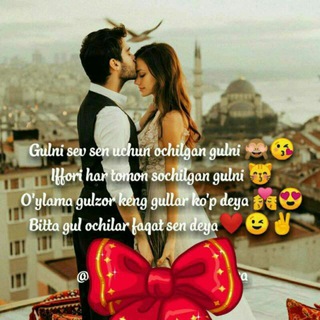 Gulni sev sen uchun ochilgan gulni 🙈😘
Iffori har tomon sochilgan gulni 😽
O'ylama gulzor keng gullar ko'p deya 💏😍
Bitta gul ochilar faqat sen deya ❤️😉✌️
@